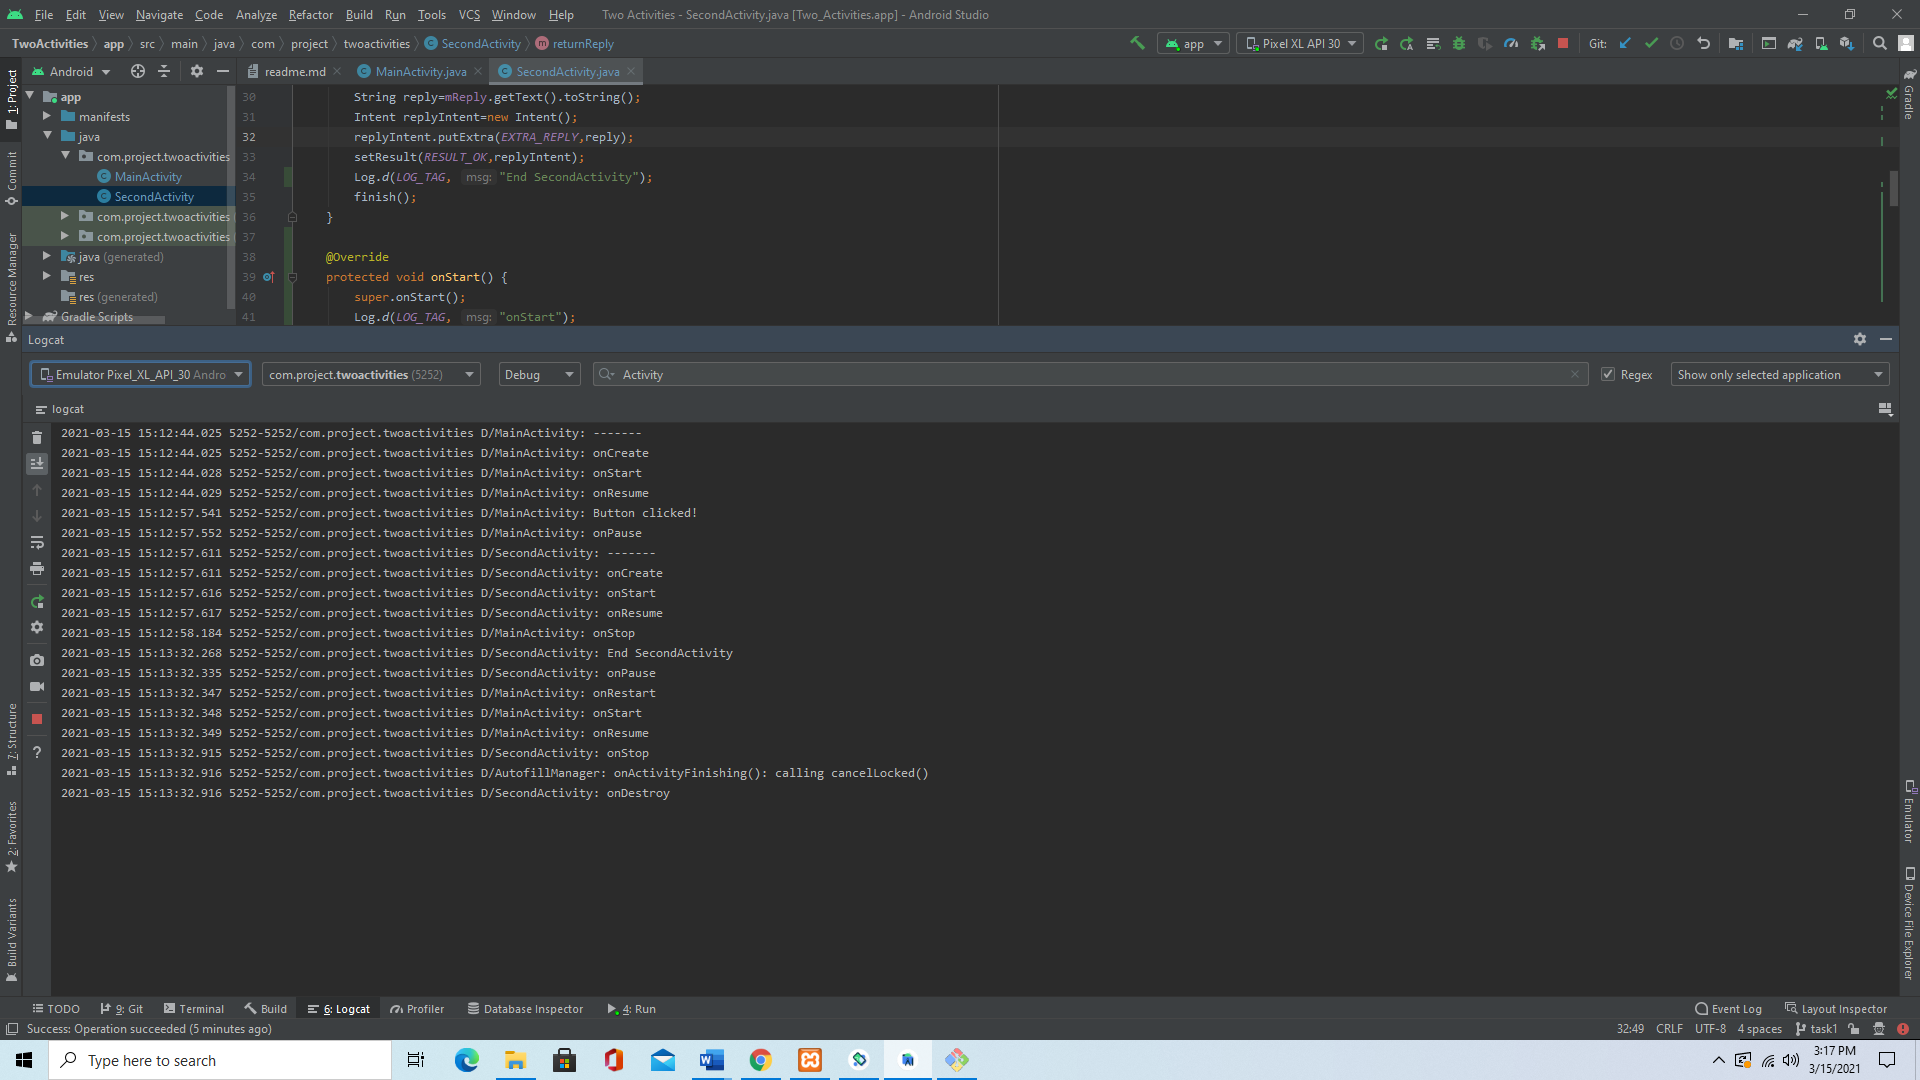 File Edit View Navigate Code Analyze Refactor Build Run Tools VCS Window Help Two Activities - SecondActivity.java [Two_Activities.app] - Android Studio
TwoActivities app src main java com project twoactivities SecondActivity returnReply app Pixel XL API 30 Git:
Android readme.md MainActivity.java SecondActivity.java
1: Project
Commit
Resource Manager
7: Structure
2: Favorites
Build Variants
app
manifests
java
com.project.twoactivities
MainActivity
SecondActivity
com.project.twoactivities
com.project.twoactivities
java (generated)
res
res (generated)
Gradle Scripts
30 String reply=mReply.getText().toString();
31 Intent replyIntent=new Intent();
32 replyIntent.putExtra(EXTRA_REPLY,reply);
33 setResult(RESULT_OK,replyIntent);
34 Log.d(LOG_TAG, msg: "End SecondActivity");
35 finish();
36 }
37
38 @Override
39 protected void onStart() {
40 super.onStart();
41 Log.d(LOG_TAG, msg: "onStart");
Gradle
Emulator
Device File Explorer
Logcat
Emulator Pixel_XL_API_30 Andro com.project.twoactivities (5252) Debug Activity Regex Show only selected application
logcat
2021-03-15 15:12:44.025 5252-5252/com.project.twoactivities D/MainActivity: -------
2021-03-15 15:12:44.025 5252-5252/com.project.twoactivities D/MainActivity: onCreate
2021-03-15 15:12:44.028 5252-5252/com.project.twoactivities D/MainActivity: onStart
2021-03-15 15:12:44.029 5252-5252/com.project.twoactivities D/MainActivity: onResume
2021-03-15 15:12:57.541 5252-5252/com.project.twoactivities D/MainActivity: Button clicked!
2021-03-15 15:12:57.552 5252-5252/com.project.twoactivities D/MainActivity: onPause
2021-03-15 15:12:57.611 5252-5252/com.project.twoactivities D/SecondActivity: -------
2021-03-15 15:12:57.611 5252-5252/com.project.twoactivities D/SecondActivity: onCreate
2021-03-15 15:12:57.616 5252-5252/com.project.twoactivities D/SecondActivity: onStart
2021-03-15 15:12:57.617 5252-5252/com.project.twoactivities D/SecondActivity: onResume
2021-03-15 15:12:58.184 5252-5252/com.project.twoactivities D/MainActivity: onStop
2021-03-15 15:13:32.268 5252-5252/com.project.twoactivities D/SecondActivity: End SecondActivity
2021-03-15 15:13:32.335 5252-5252/com.project.twoactivities D/SecondActivity: onPause
2021-03-15 15:13:32.347 5252-5252/com.project.twoactivities D/MainActivity: onRestart
2021-03-15 15:13:32.348 5252-5252/com.project.twoactivities D/MainActivity: onStart
2021-03-15 15:13:32.349 5252-5252/com.project.twoactivities D/MainActivity: onResume
2021-03-15 15:13:32.915 5252-5252/com.project.twoactivities D/SecondActivity: onStop
2021-03-15 15:13:32.916 5252-5252/com.project.twoactivities D/AutofillManager: onActivityFinishing(): calling cancelLocked()
2021-03-15 15:13:32.916 5252-5252/com.project.twoactivities D/SecondActivity: onDestroy
TODO 9: Git Terminal Build 6: Logcat Profiler Database Inspector 4: Run Event Log Layout Inspector
Success: Operation succeeded (5 minutes ago) 32:49 CRLF UTF-8 4 spaces task1
Type here to search
3:17 PM
3/15/2021